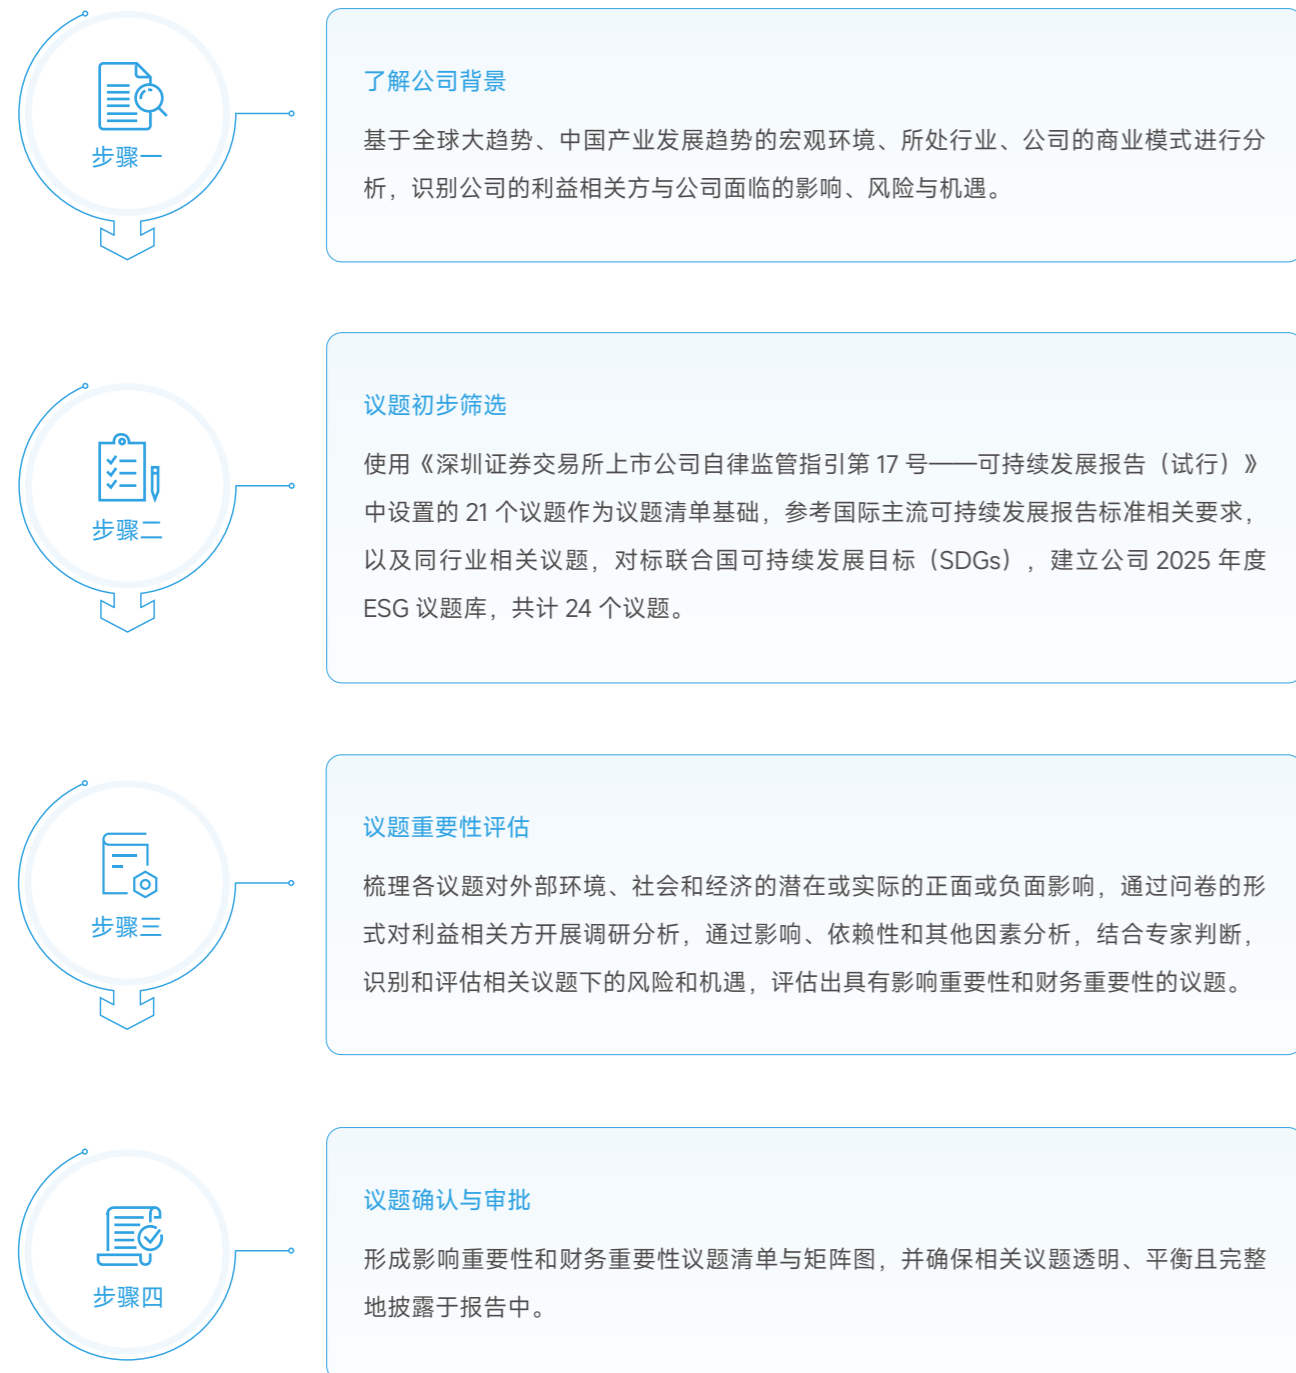 步骤一
了解公司背景
基于全球大趋势、中国产业发展趋势的宏观环境、所处行业、公司的商业模式进行分
析，识别公司的利益相关方与公司面临的影响、风险与机遇。
步骤二
议题初步筛选
使用《深圳证券交易所上市公司自律监管指引第 17 号——可持续发展报告（试行）》
中设置的 21 个议题作为议题清单基础，参考国际主流可持续发展报告标准相关要求，
以及同行业相关议题，对标联合国可持续发展目标（SDGs），建立公司 2025 年度
ESG 议题库，共计 24 个议题。
步骤三
议题重要性评估
梳理各议题对外部环境、社会和经济的潜在或实际的正面或负面影响，通过问卷的形
式对利益相关方开展调研分析，通过影响、依赖性和其他因素分析，结合专家判断，
识别和评估相关议题下的风险和机遇，评估出具有影响重要性和财务重要性的议题。
步骤四
议题确认与审批
形成影响重要性和财务重要性议题清单与矩阵图，并确保相关议题透明、平衡且完整
地披露于报告中。